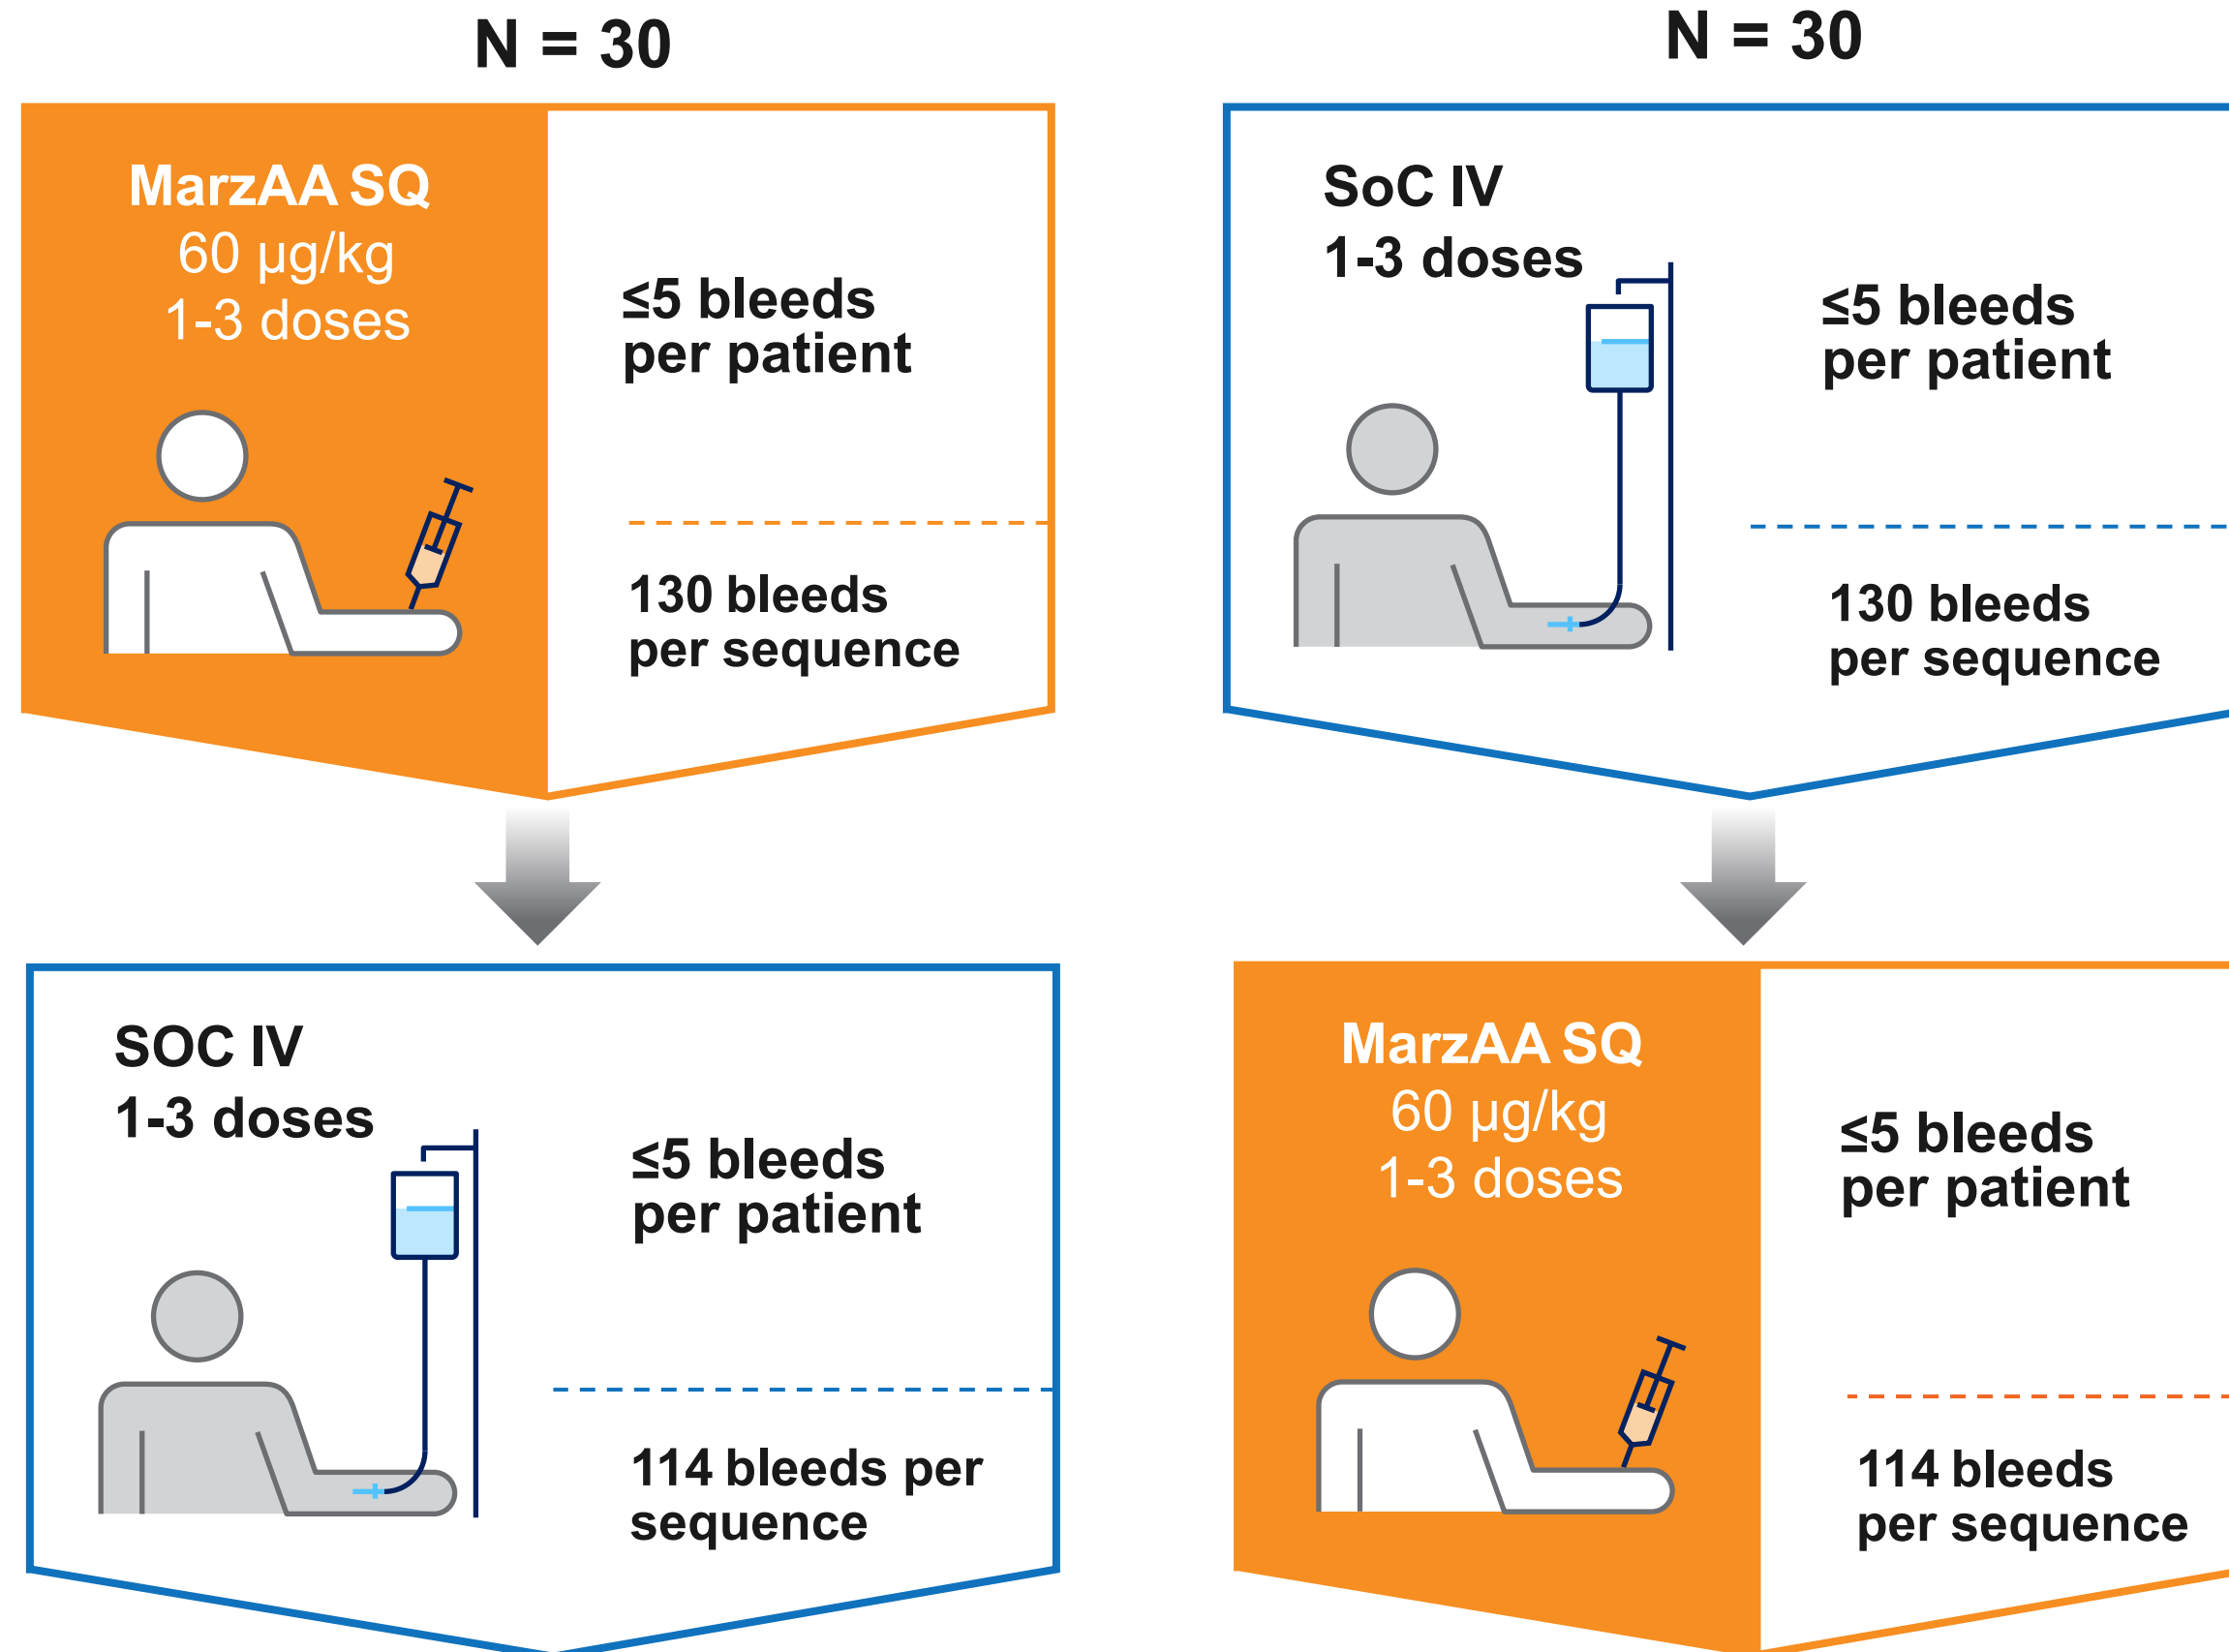 N = 30
MarzAA SQ
60 µg/kg
1-3 doses
≤5 bleeds
per patient
130 bleeds
per sequence
N = 30
SoC IV
1-3 doses
≤5 bleeds
per patient
130 bleeds
per sequence
SOC IV
1-3 doses
≤5 bleeds
per patient
114 bleeds per
sequence
MarzAA SQ
60 µg/kg
1-3 doses
≤5 bleeds
per patient
114 bleeds
per sequence